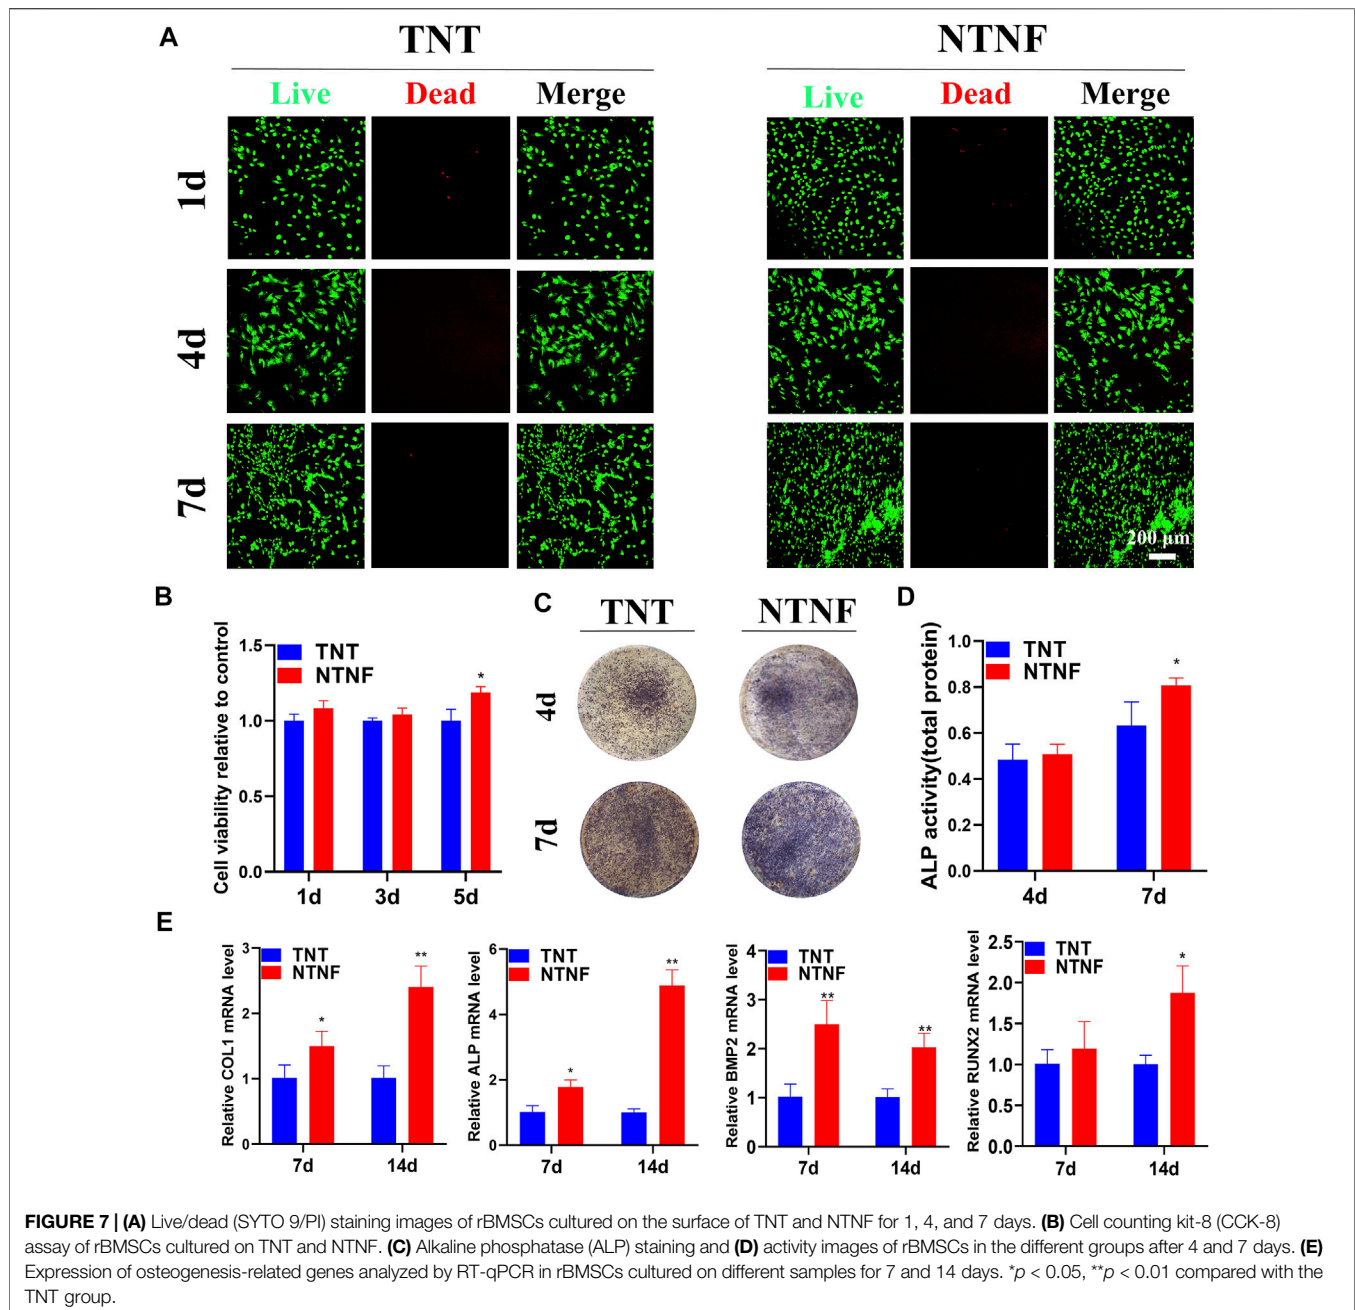 A
TNT
NTNF
Live
Dead
Merge
Live
Dead
Merge
1d
4d
7d
200 µm
B
Cell viability relative to control
1.5
1.0
0.5
0.0
TNT
NTNF
*
1d
3d
5d
C
TNT
NTNF
4d
7d
D
ALP activity(total protein)
1.0
0.8
0.6
0.4
0.2
0.0
TNT
NTNF
*
4d
7d
E
Relative COL1 mRNA level
3
2
1
0
TNT
NTNF
*
**
7d
14d
Relative ALP mRNA level
6
4
2
0
TNT
NTNF
*
**
7d
14d
Relative BMP2 mRNA level
4
3
2
1
0
TNT
NTNF
**
**
7d
14d
Relative RUNX2 mRNA level
2.5
2.0
1.5
1.0
0.5
0.0
TNT
NTNF
*
7d
14d
FIGURE 7 | (A) Live/dead (SYTO 9/PI) staining images of rBMSCs cultured on the surface of TNT and NTNF for 1, 4, and 7 days. (B) Cell counting kit-8 (CCK-8)
assay of rBMSCs cultured on TNT and NTNF. (C) Alkaline phosphatase (ALP) staining and (D) activity images of rBMSCs in the different groups after 4 and 7 days. (E)
Expression of osteogenesis-related genes analyzed by RT-qPCR in rBMSCs cultured on different samples for 7 and 14 days. *p < 0.05, **p < 0.01 compared with the
TNT group.